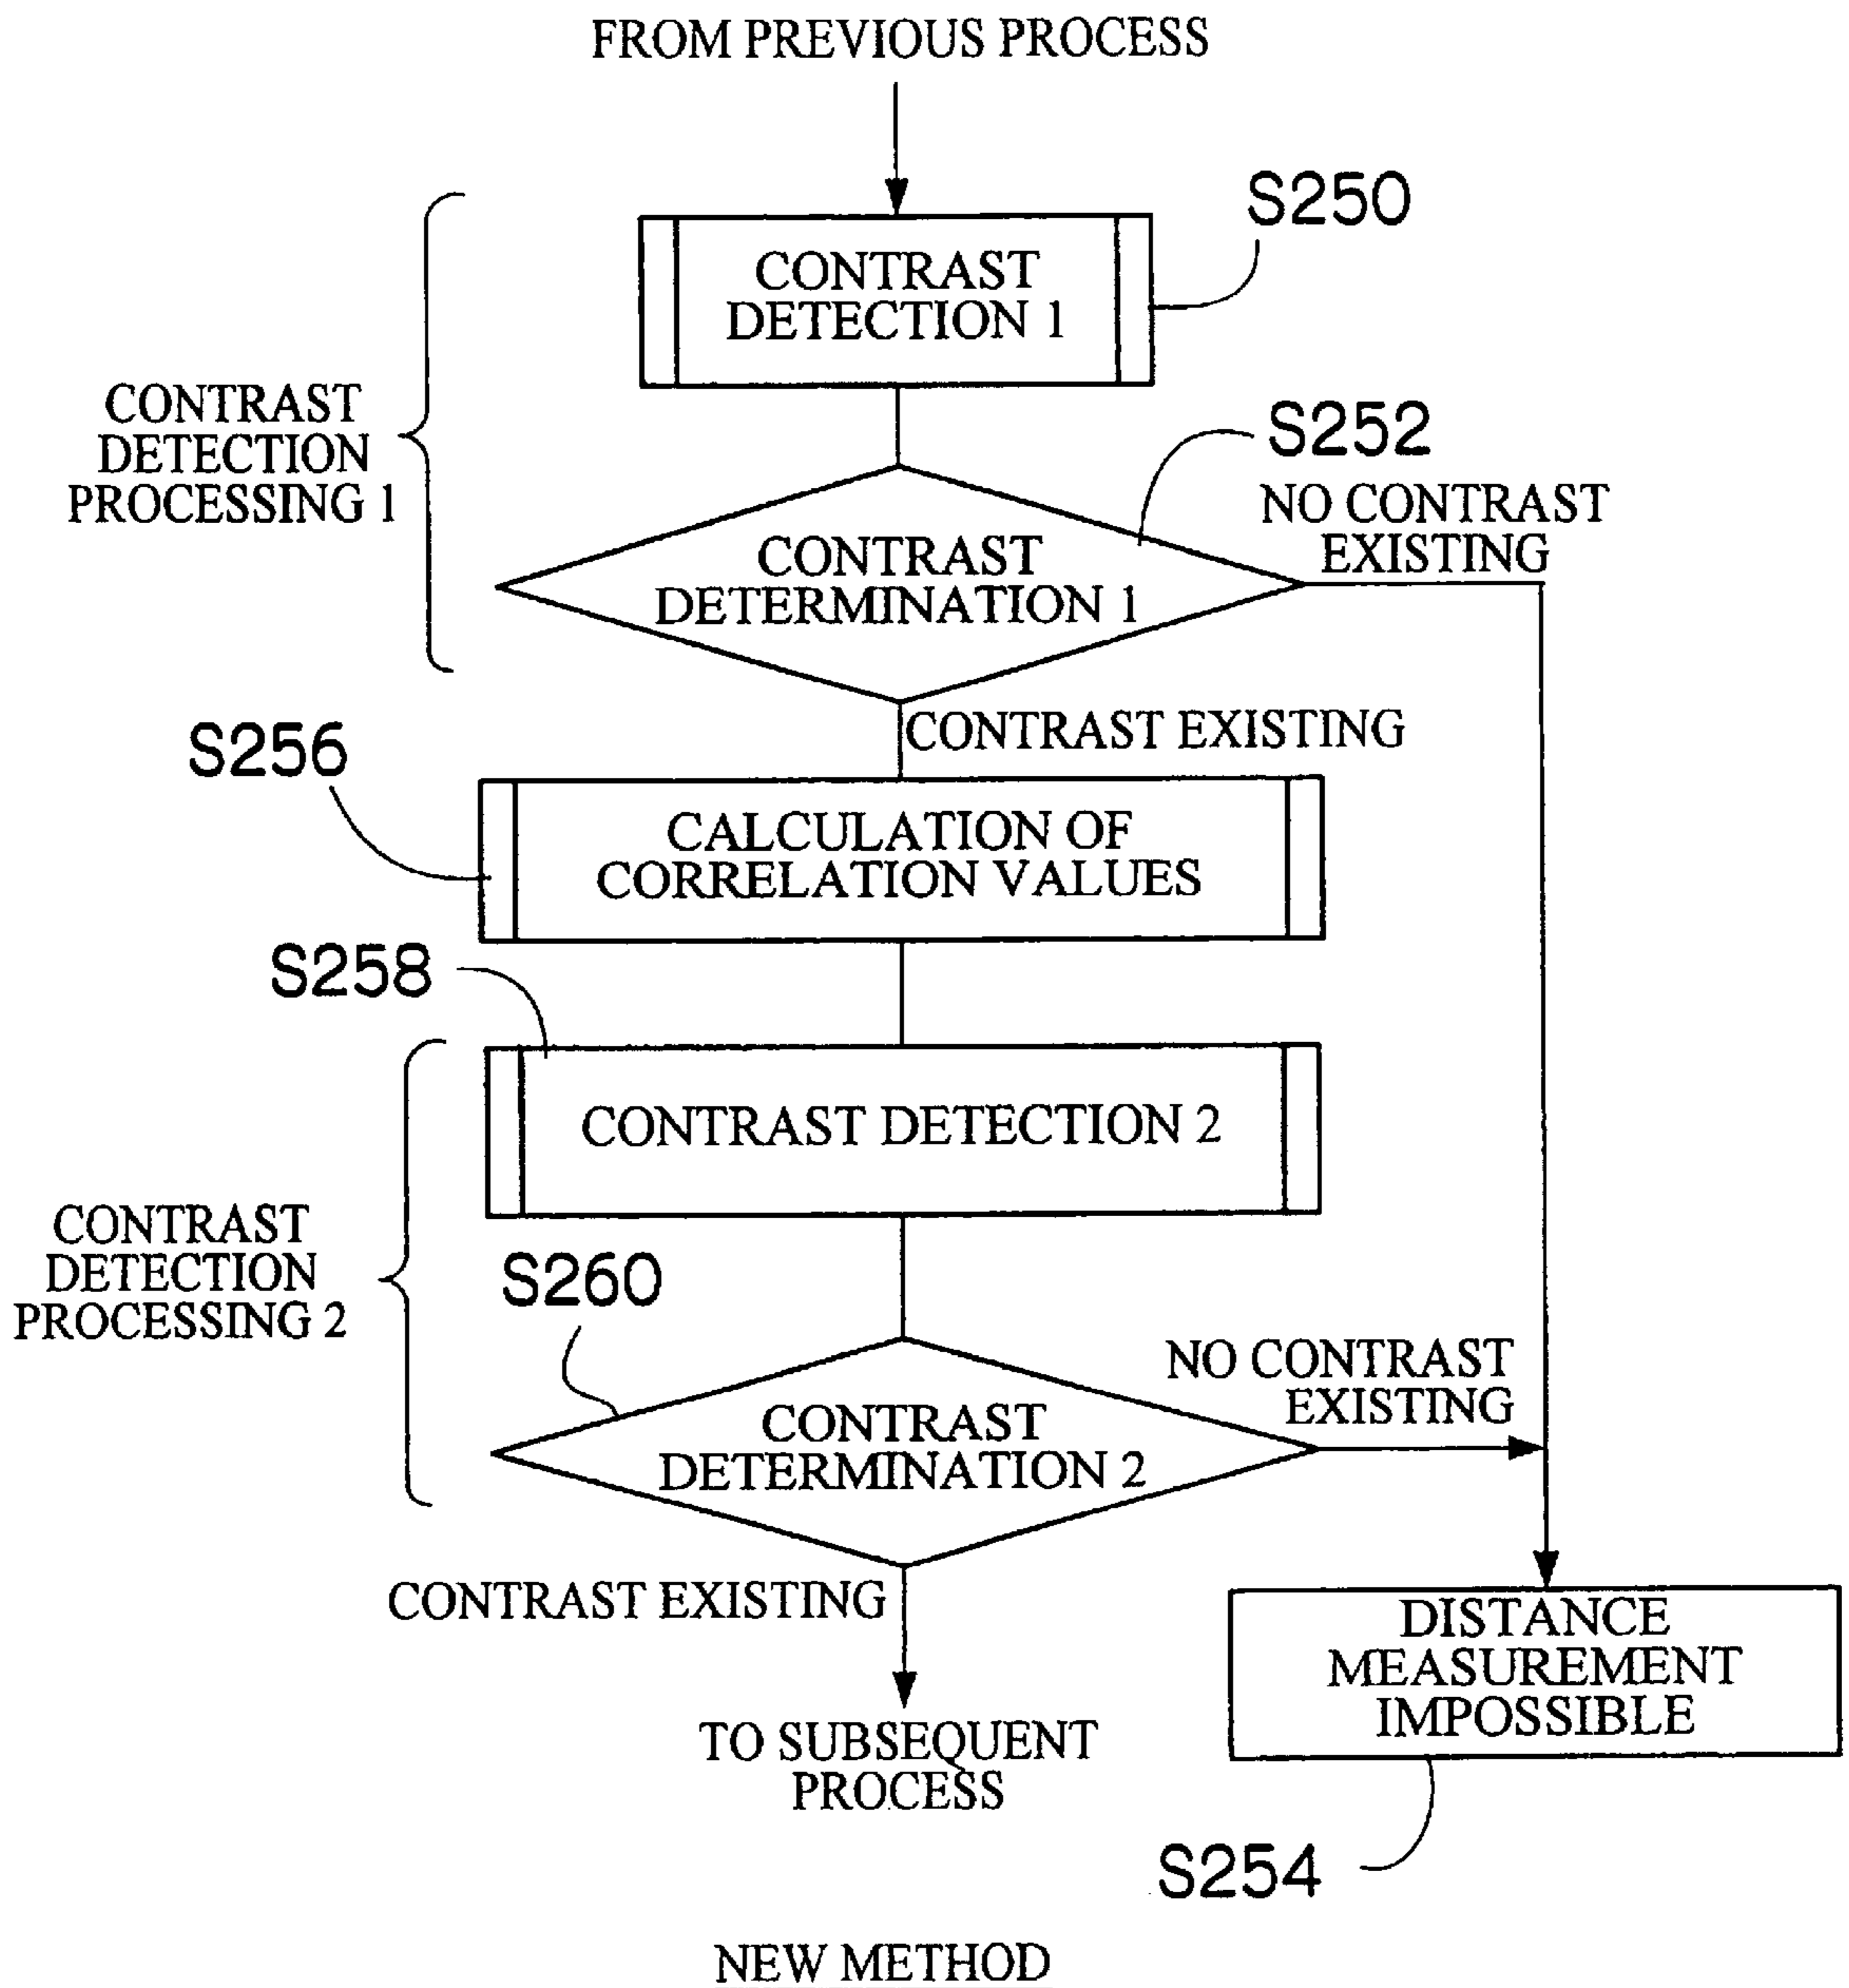 FROM PREVIOUS PROCESS
S250
CONTRAST
DETECTION 1
CONTRAST
DETECTION
PROCESSING 1
S252
NO CONTRAST
EXISTING
CONTRAST
DETERMINATION 1
CONTRAST EXISTING
S256
CALCULATION OF
CORRELATION VALUES
S258
CONTRAST DETECTION 2
CONTRAST
DETECTION
PROCESSING 2
S260
NO CONTRAST
EXISTING
CONTRAST
DETERMINATION 2
CONTRAST EXISTING
DISTANCE
MEASUREMENT
IMPOSSIBLE
TO SUBSEQUENT
PROCESS
S254
NEW METHOD